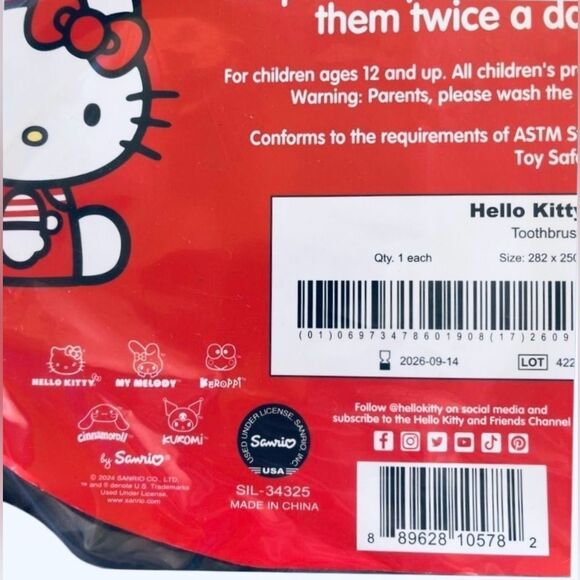 them twice a da
For children ages 12 and up. All children's pr
Warning: Parents, please wash the
Conforms to the requirements of ASTM S
Toy Safe
Hello Kitty
Toothbrus
Qty. 1 each
Size: 282 x 250
(01)06973478601908(17)2609
2026-09-14
LOT 422
HELLO KITTY
MY MELODY
KEROPPI
cinnamoroll
KUROMI
by Sanrio
© 2024 SANRIO CO., LTD.
™ and ® denote U.S. Trademarks
Used Under License.
www.sanrio.com
USED UNDER LICENSE, SANRIO, INC.
Sanrio
USA
SIL-34325
MADE IN CHINA
Follow @hellokitty on social media and
subscribe to the Hello Kitty and Friends Channel
8 89628 10578 2